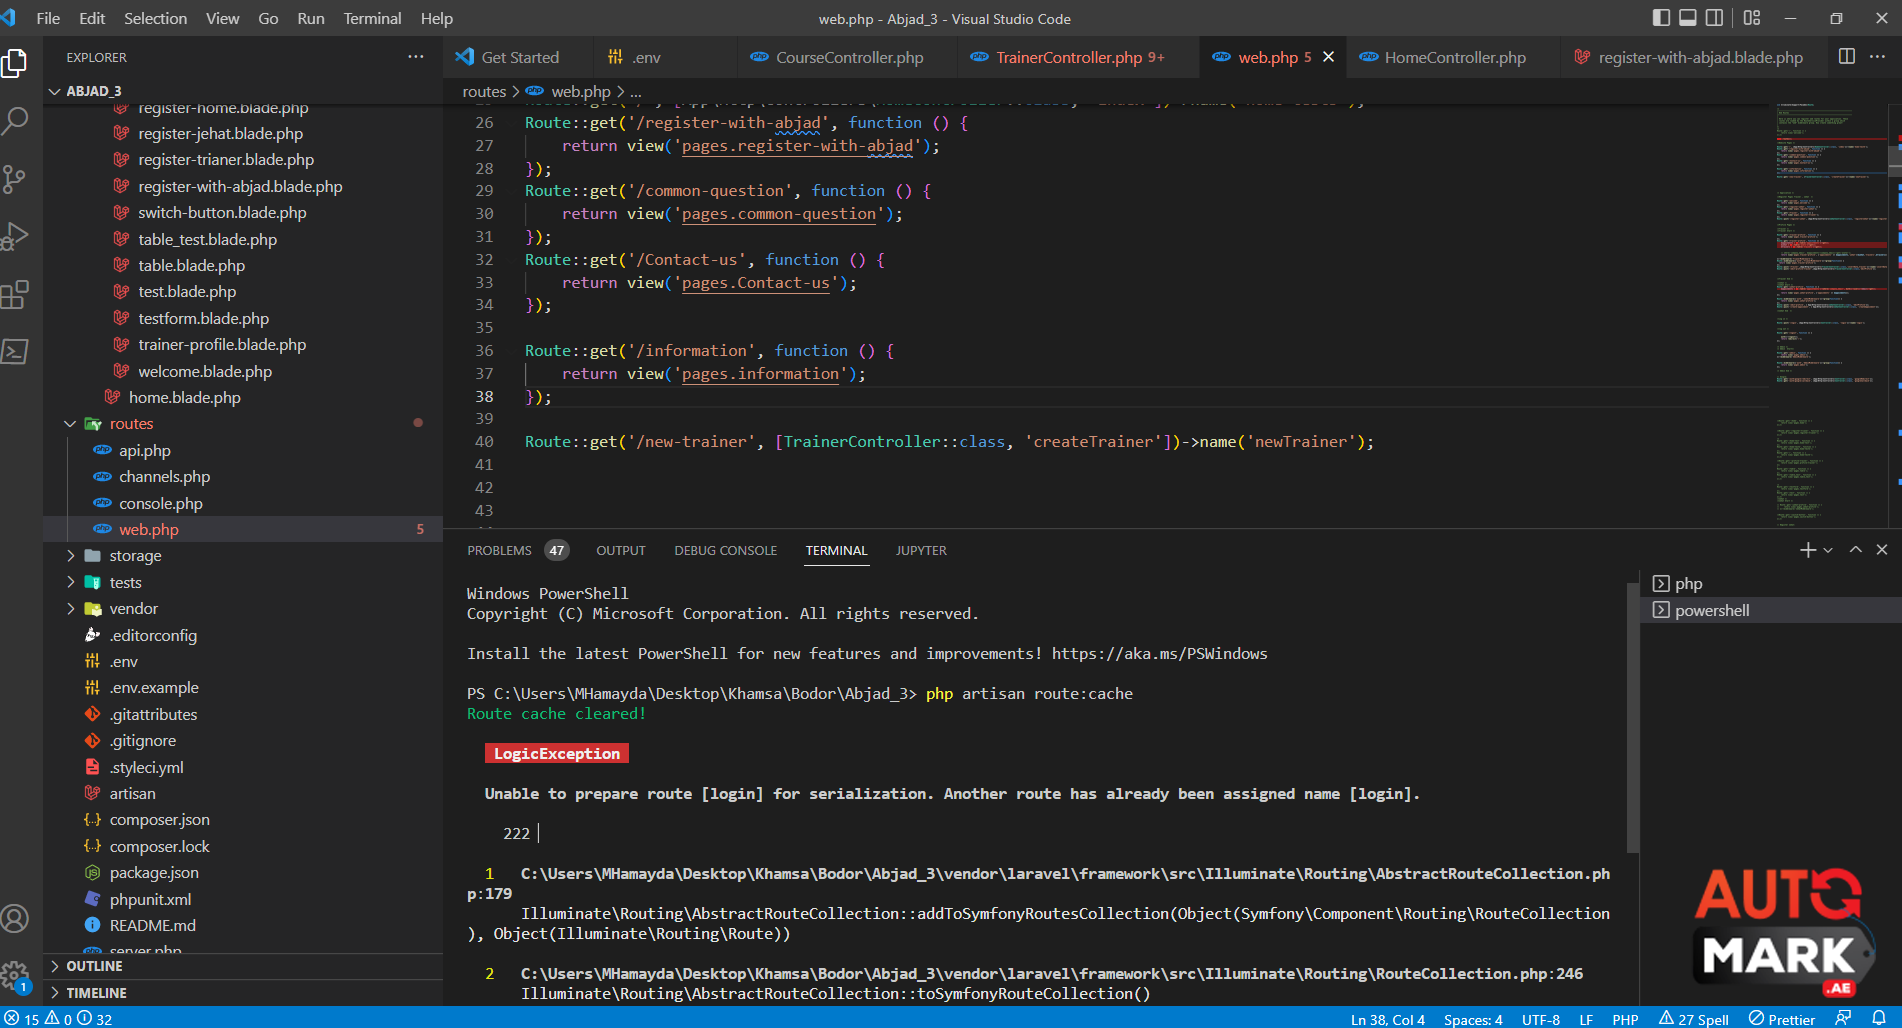 File Edit Selection View Go Run Terminal Help
web.php - Abjad_3 - Visual Studio Code
EXPLORER
ABJAD_3
register-home.blade.php
register-jehat.blade.php
register-trianer.blade.php
register-with-abjad.blade.php
switch-button.blade.php
table_test.blade.php
table.blade.php
test.blade.php
testform.blade.php
trainer-profile.blade.php
welcome.blade.php
home.blade.php
routes
api.php
channels.php
console.php
web.php 5
storage
tests
vendor
.editorconfig
.env
.env.example
.gitattributes
.gitignore
.styleci.yml
artisan
composer.json
composer.lock
package.json
phpunit.xml
README.md
server.php
OUTLINE
TIMELINE
Get Started
.env
CourseController.php
TrainerController.php 9+
web.php 5
HomeController.php
register-with-abjad.blade.php
routes > web.php > ...
26 Route::get('/register-with-abjad', function () {
27 return view('pages.register-with-abjad');
28 });
29 Route::get('/common-question', function () {
30 return view('pages.common-question');
31 });
32 Route::get('/Contact-us', function () {
33 return view('pages.Contact-us');
34 });
35
36 Route::get('/information', function () {
37 return view('pages.information');
38 });
39
40 Route::get('/new-trainer', [TrainerController::class, 'createTrainer'])->name('newTrainer');
41
42
43
PROBLEMS 47 OUTPUT DEBUG CONSOLE TERMINAL JUPYTER
Windows PowerShell
Copyright (C) Microsoft Corporation. All rights reserved.
Install the latest PowerShell for new features and improvements! https://aka.ms/PSWindows
PS C:\Users\MHamayda\Desktop\Khamsa\Bodor\Abjad_3> php artisan route:cache
Route cache cleared!
LogicException
Unable to prepare route [login] for serialization. Another route has already been assigned name [login].
222
1 C:\Users\MHamayda\Desktop\Khamsa\Bodor\Abjad_3\vendor\laravel\framework\src\Illuminate\Routing\AbstractRouteCollection.ph
p:179
Illuminate\Routing\AbstractRouteCollection::addToSymfonyRoutesCollection(Object(Symfony\Component\Routing\RouteCollection
), Object(Illuminate\Routing\Route))
2 C:\Users\MHamayda\Desktop\Khamsa\Bodor\Abjad_3\vendor\laravel\framework\src\Illuminate\Routing\RouteCollection.php:246
Illuminate\Routing\AbstractRouteCollection::toSymfonyRouteCollection()
php
powershell
AUTO
MARK
.AE
1
15 0 32
Ln 38, Col 4 Spaces: 4 UTF-8 LF PHP 27 Spell Prettier